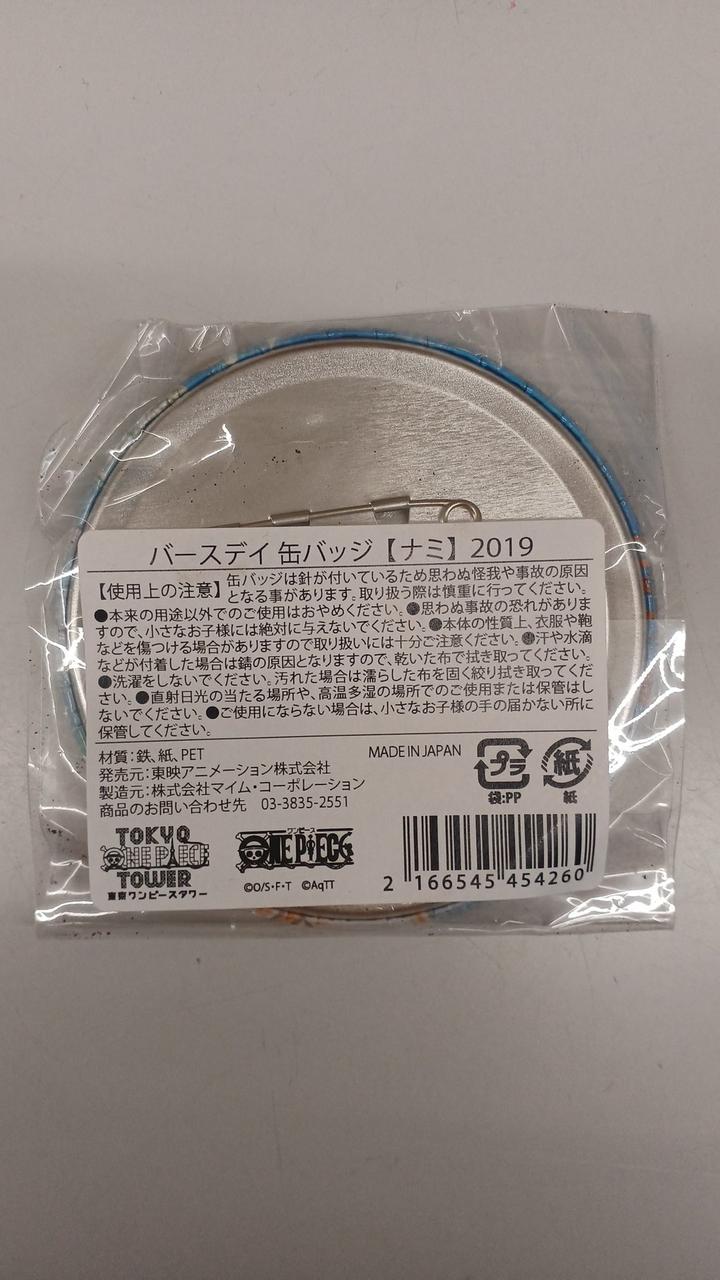 バースデイ 缶バッジ【ナミ】2019
【使用上の注意】缶バッジは針が付いているため思わぬ怪我や事故の原因
となる事があります。取り扱う際は慎重に行ってください。
●本来の用途以外でのご使用はおやめください。●思わぬ事故の恐れがありま
すので、小さなお子様には絶対に与えないでください。●本体の性質上、衣服や鞄
などを傷つける場合がありますので取り扱いには十分ご注意ください。●汗や水滴
などが付着した場合は錆の原因となりますので、乾いた布で拭き取ってください。
●洗濯をしないでください。汚れた場合は濡らした布を固く絞り拭き取ってくだ
さい。●直射日光の当たる場所や、高温多湿の場所でのご使用または保管はし
ないでください。●ご使用にならない場合は、小さなお子様の手の届かない所に
保管してください。
材質:鉄、紙、PET
MADE IN JAPAN
発売元:東映アニメーション株式会社
製造元:株式会社マイム・コーポレーション
商品のお問い合わせ先 03-3835-2551
プラ
袋:PP
紙
紙
TOKYO
ONE PIECE
TOWER
東京ワンピースタワー
ワンピース
ONE PIECE
©O/S・F・T ©AqTT
2 166545 454260